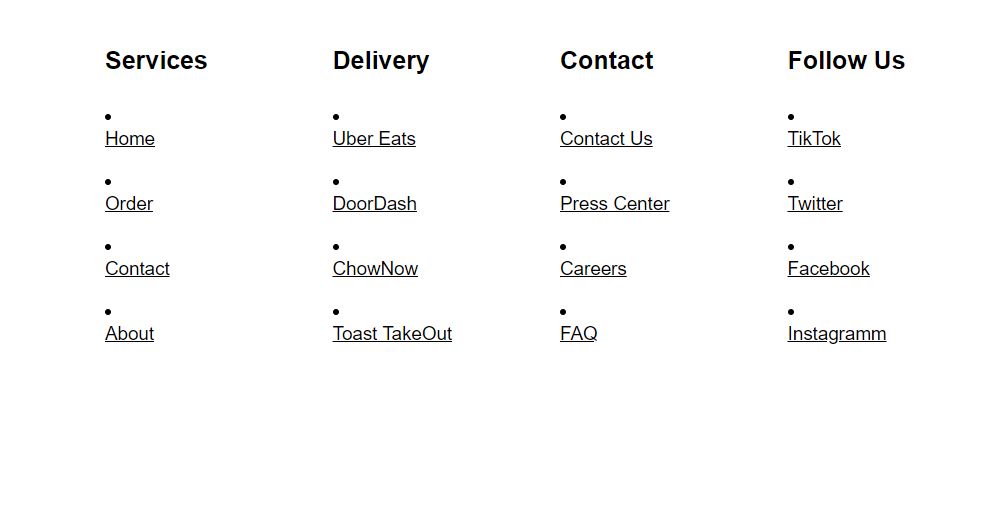 Services
Home
Order
Contact
About
Delivery
Uber Eats
DoorDash
ChowNow
Toast TakeOut
Contact
Contact Us
Press Center
Careers
FAQ
Follow Us
TikTok
Twitter
Facebook
Instagramm